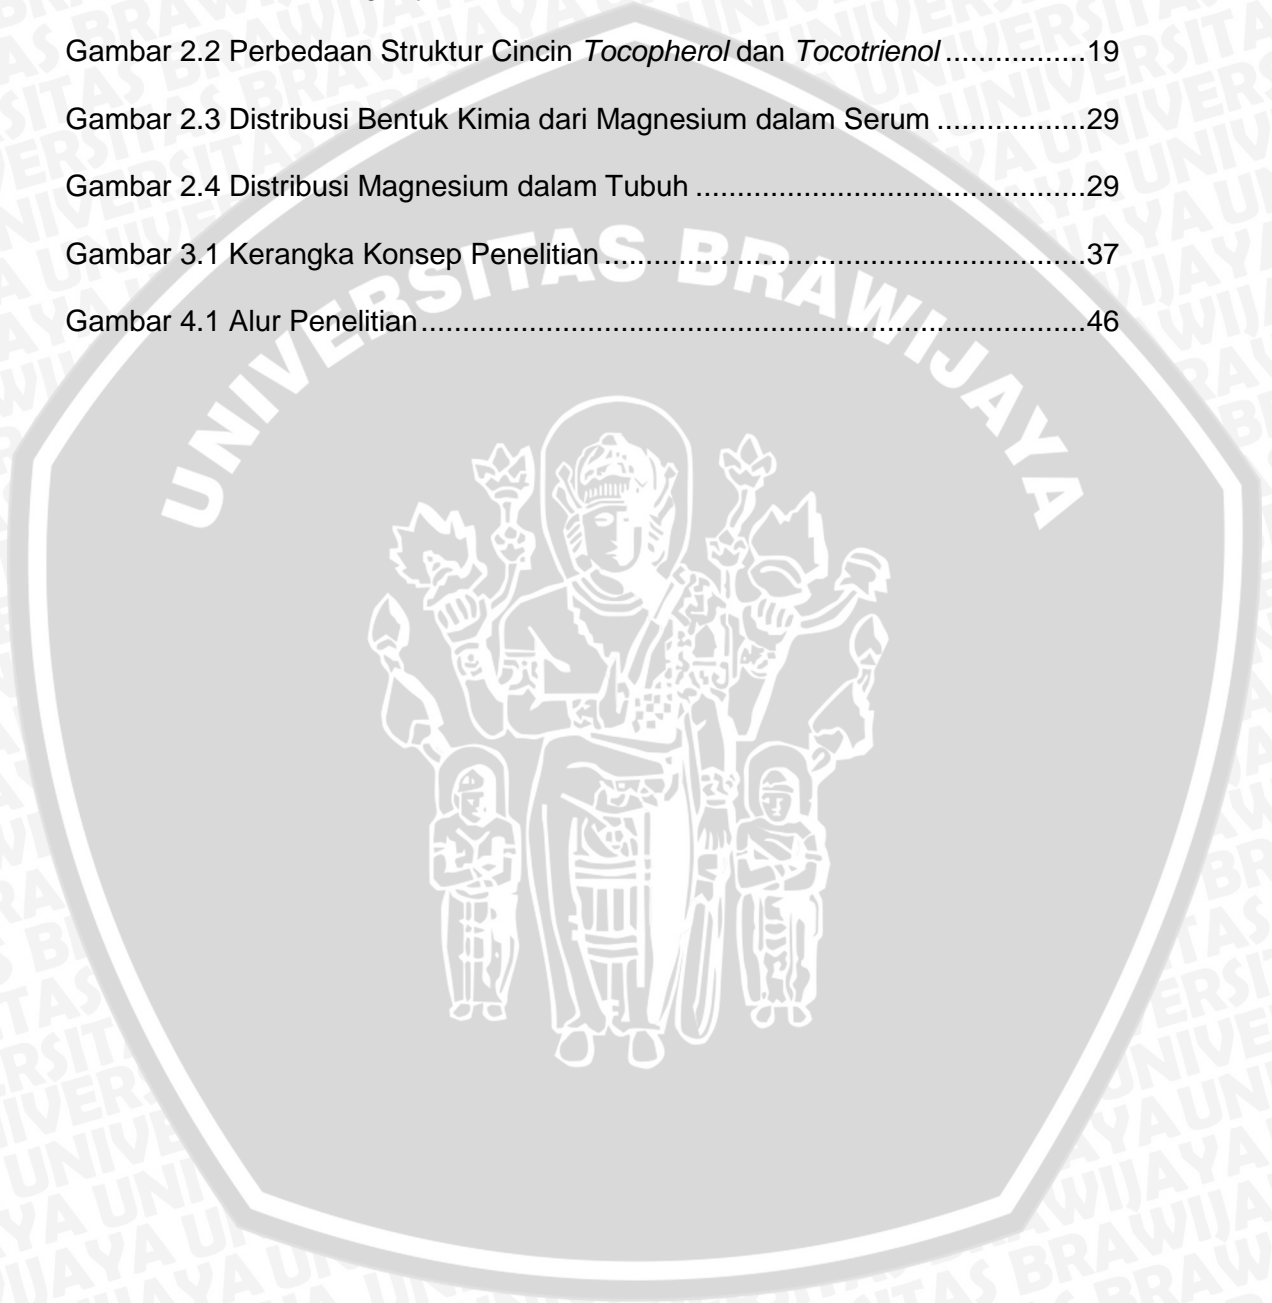 Gambar 2.2 Perbedaan Struktur Cincin Tocopherol dan Tocotrienol .................19
Gambar 2.3 Distribusi Bentuk Kimia dari Magnesium dalam Serum ..................29
Gambar 2.4 Distribusi Magnesium dalam Tubuh ................................................29
Gambar 3.1 Kerangka Konsep Penelitian ...........................................................37
Gambar 4.1 Alur Penelitian ..................................................................................46
UNIVERSITAS BRAWIJAYA